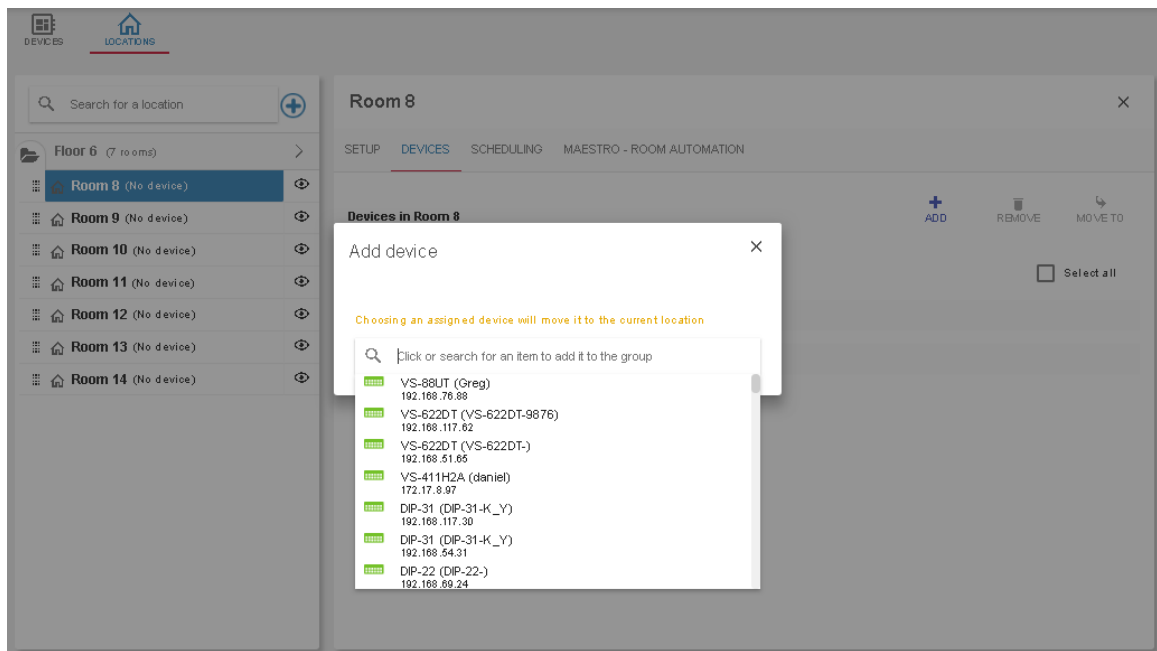 DEVICES
LOCATIONS
Search for a location
Floor 6 (7 rooms)
Room 8 (No device)
Room 9 (No device)
Room 10 (No device)
Room 11 (No device)
Room 12 (No device)
Room 13 (No device)
Room 14 (No device)
Room 8
SETUP DEVICES SCHEDULING MAESTRO - ROOM AUTOMATION
Devices in Room 8
ADD REMOVE MOVE TO
Select all
Add device
Choosing an assigned device will move it to the current location
Click or search for an item to add it to the group
VS-88UT (Greg)
192.168.76.88
VS-622DT (VS-622DT-9876)
192.168.117.62
VS-622DT (VS-622DT-)
192.168.51.65
VS-411H2A (daniel)
172.17.8.97
DIP-31 (DIP-31-K_Y)
192.168.117.30
DIP-31 (DIP-31-K_Y)
192.168.54.31
DIP-22 (DIP-22-)
192.168.69.24